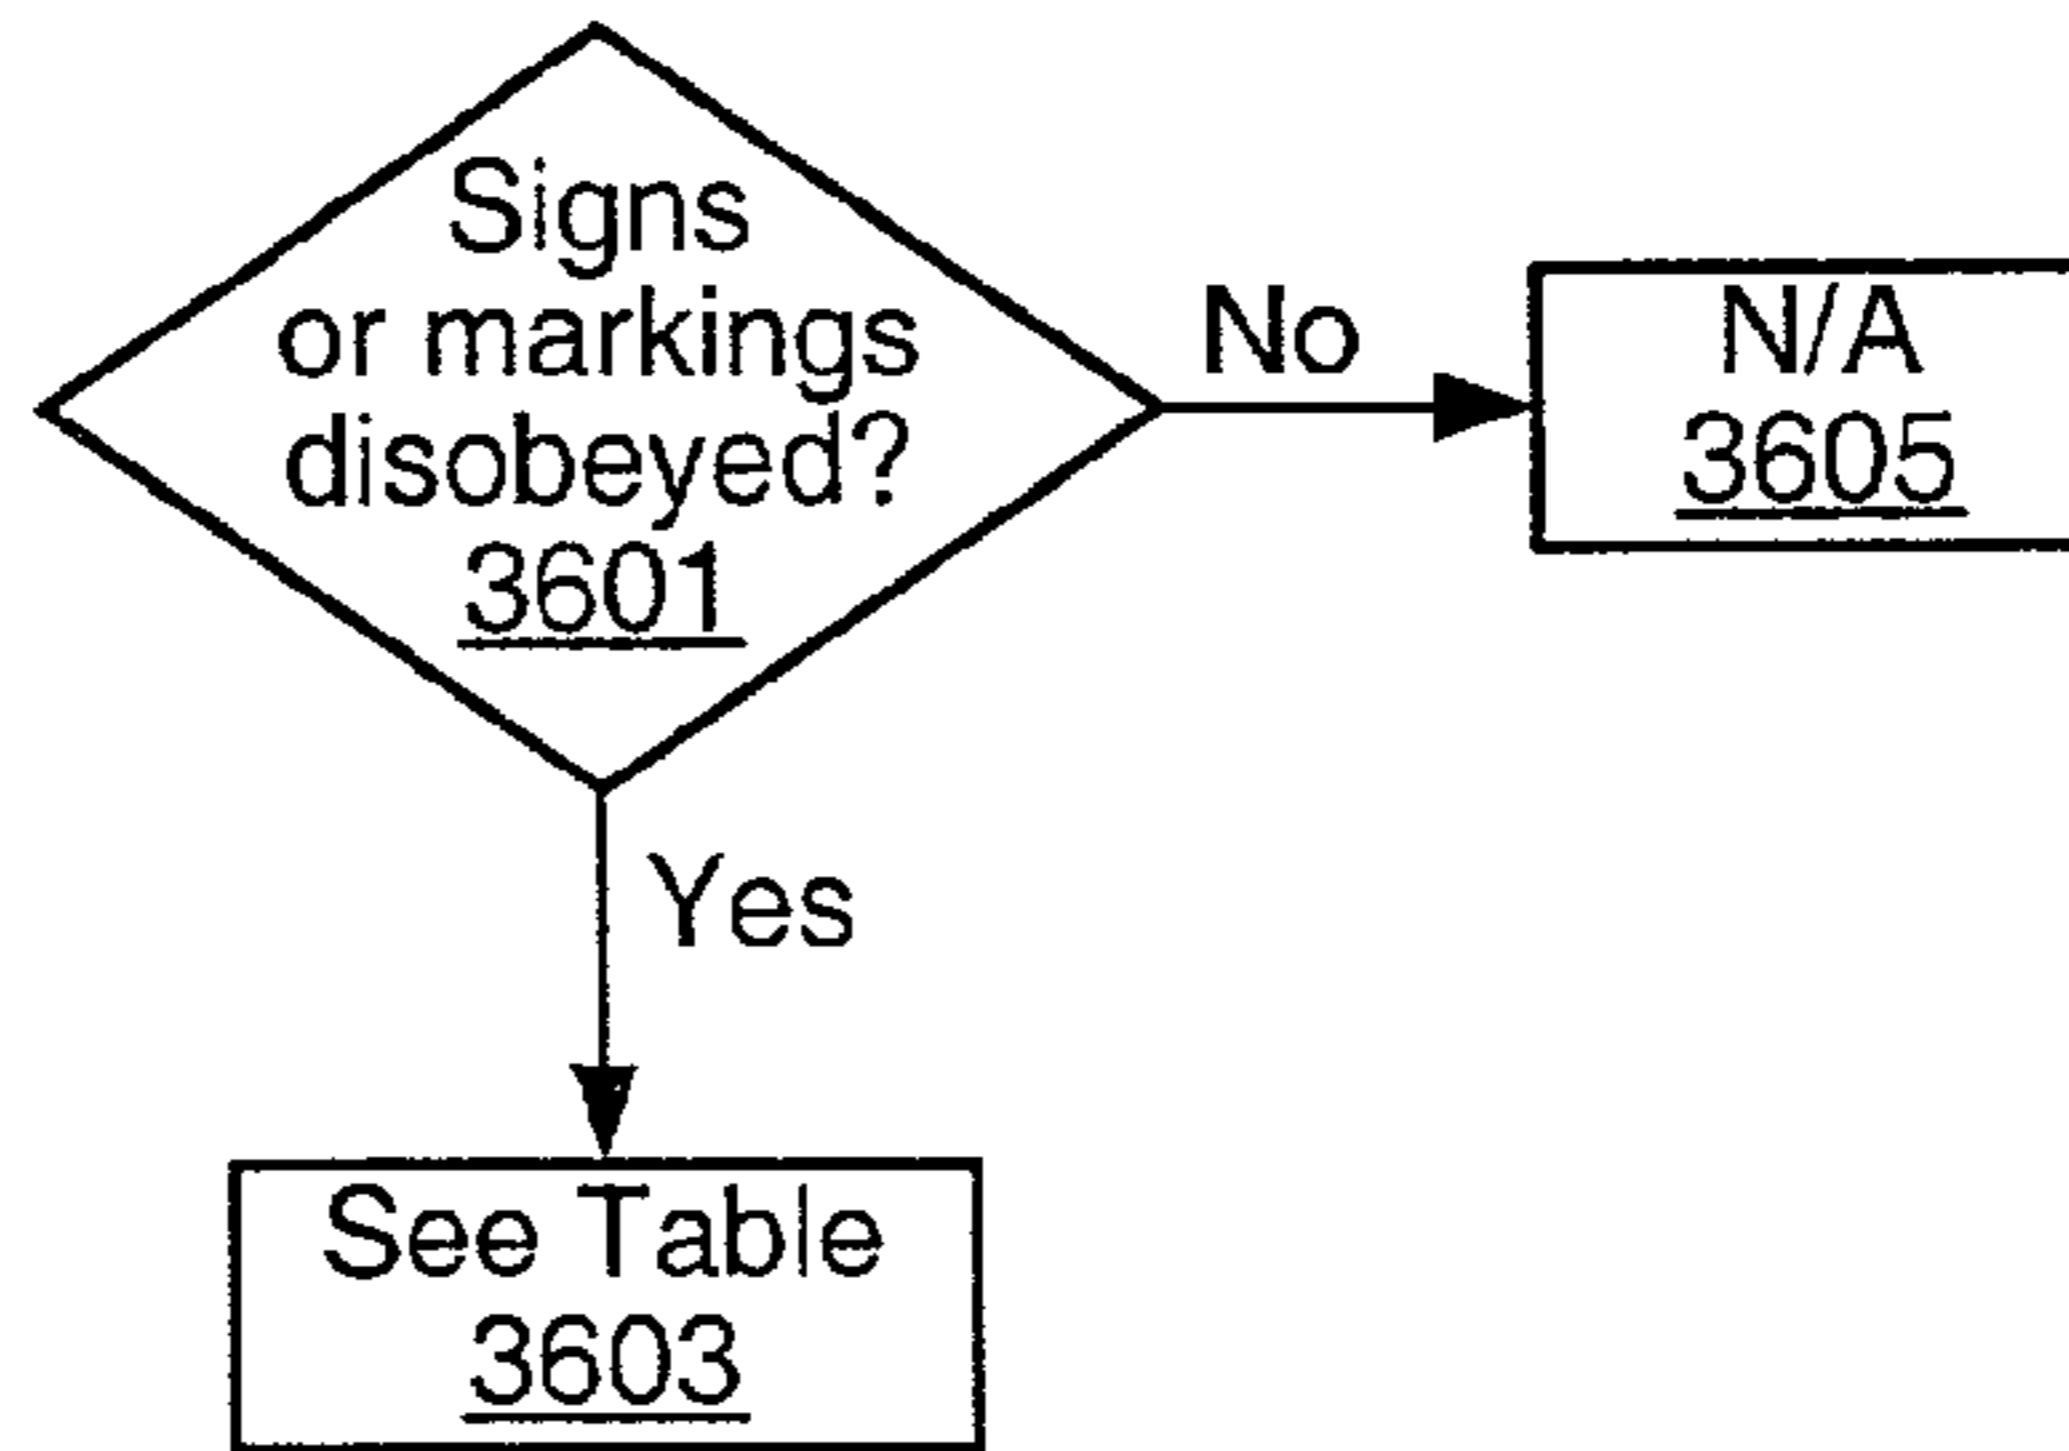 Signs
or markings
disobeyed?
3601
No
N/A
3605
Yes
See Table
3603